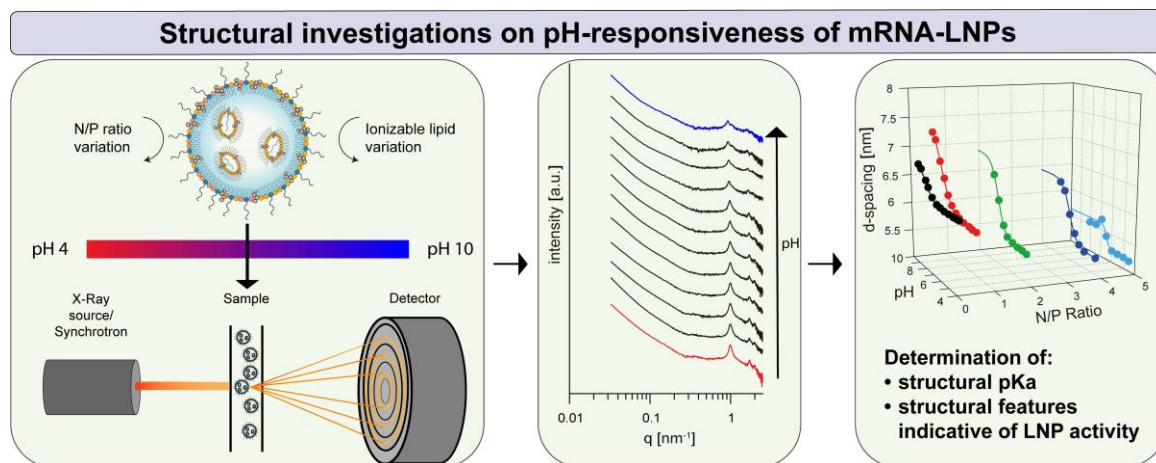 Structural investigations on pH-responsiveness of mRNA-LNPs
N/P ratio
variation
Ionizable lipid
variation
pH 4
pH 10
X-Ray
source/
Synchrotron
Sample
Detector
intensity [a.u.]
pH
0.01
0.1
1
q [nm⁻¹]
8
7.5
7
6.5
6
5.5
10
8
6
4
0
1
2
3
4
5
d-spacing [nm]
pH
N/P Ratio
Determination of:
• structural pKa
• structural features
indicative of LNP activity